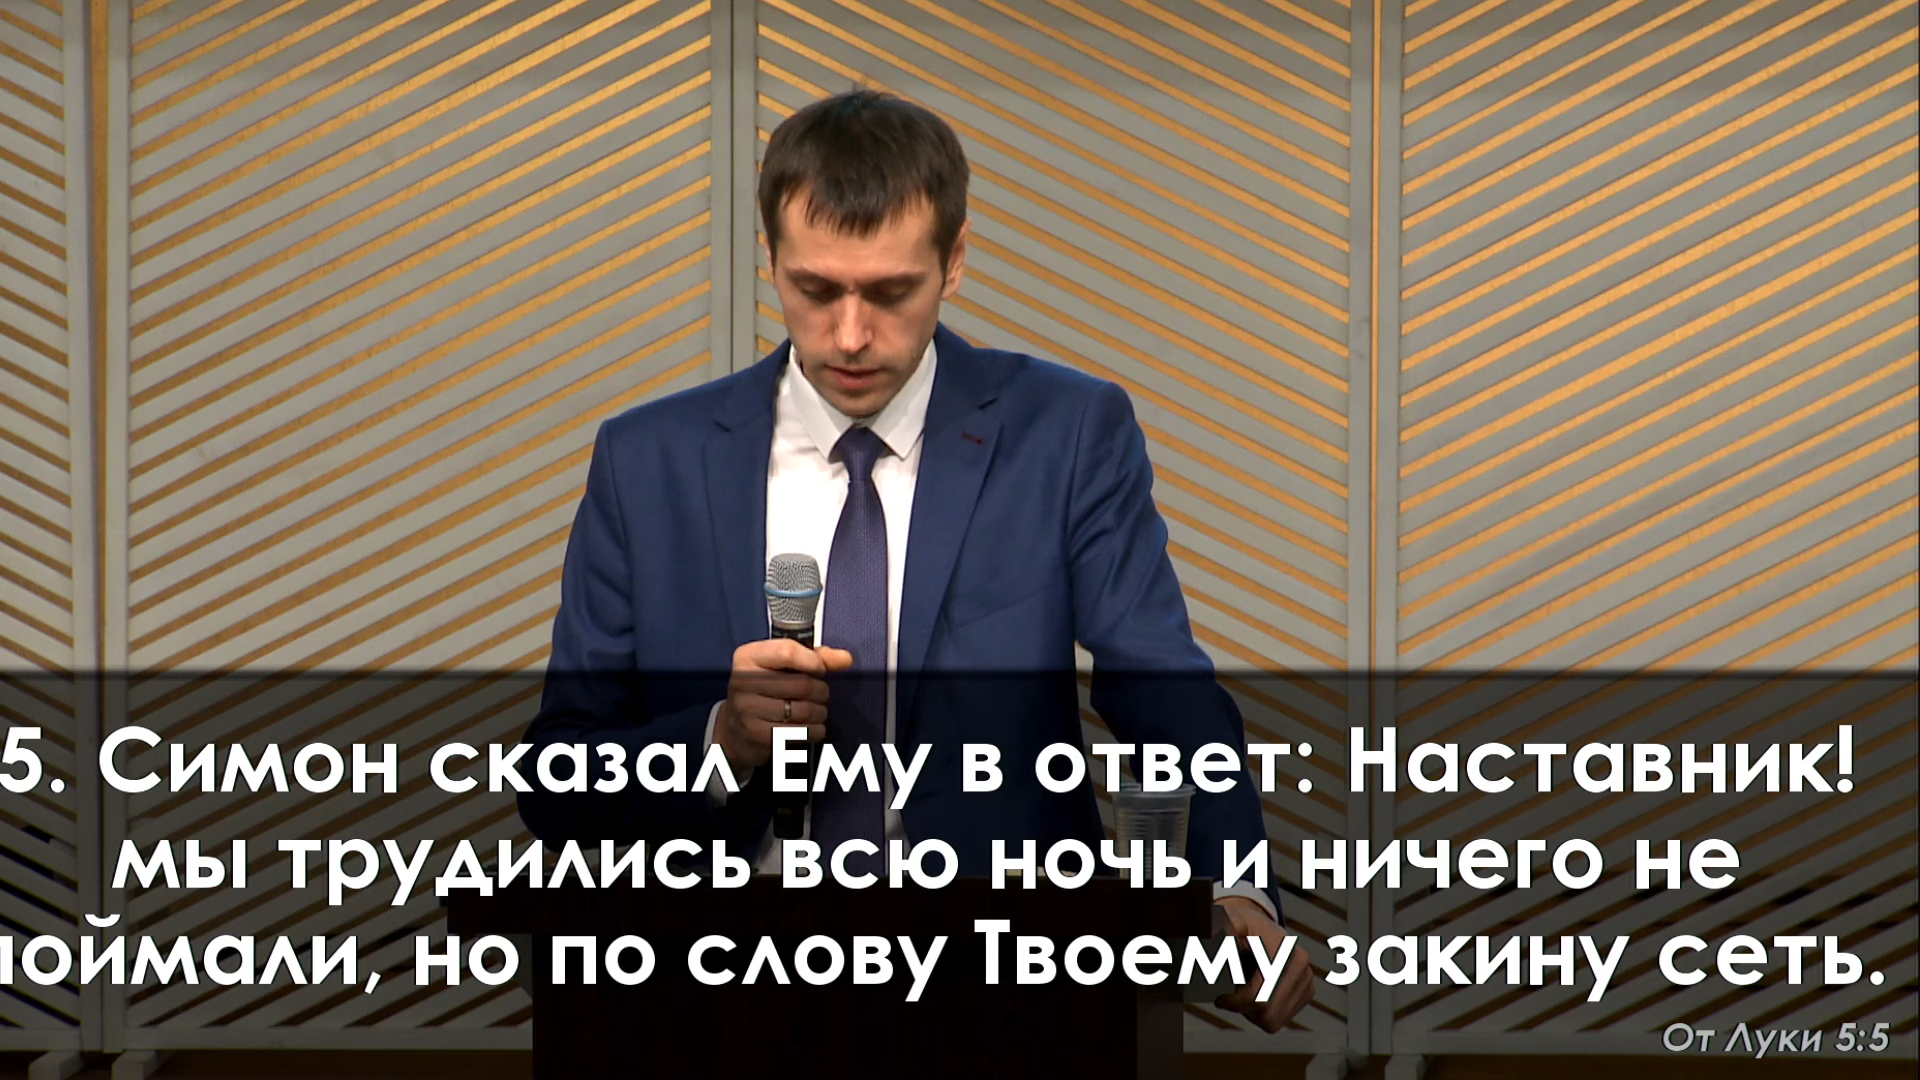 5. Симон сказал Ему в ответ: Наставник!
мы трудились всю ночь и ничего не
поймали, но по слову Твоему закину сеть.
От Луки 5:5